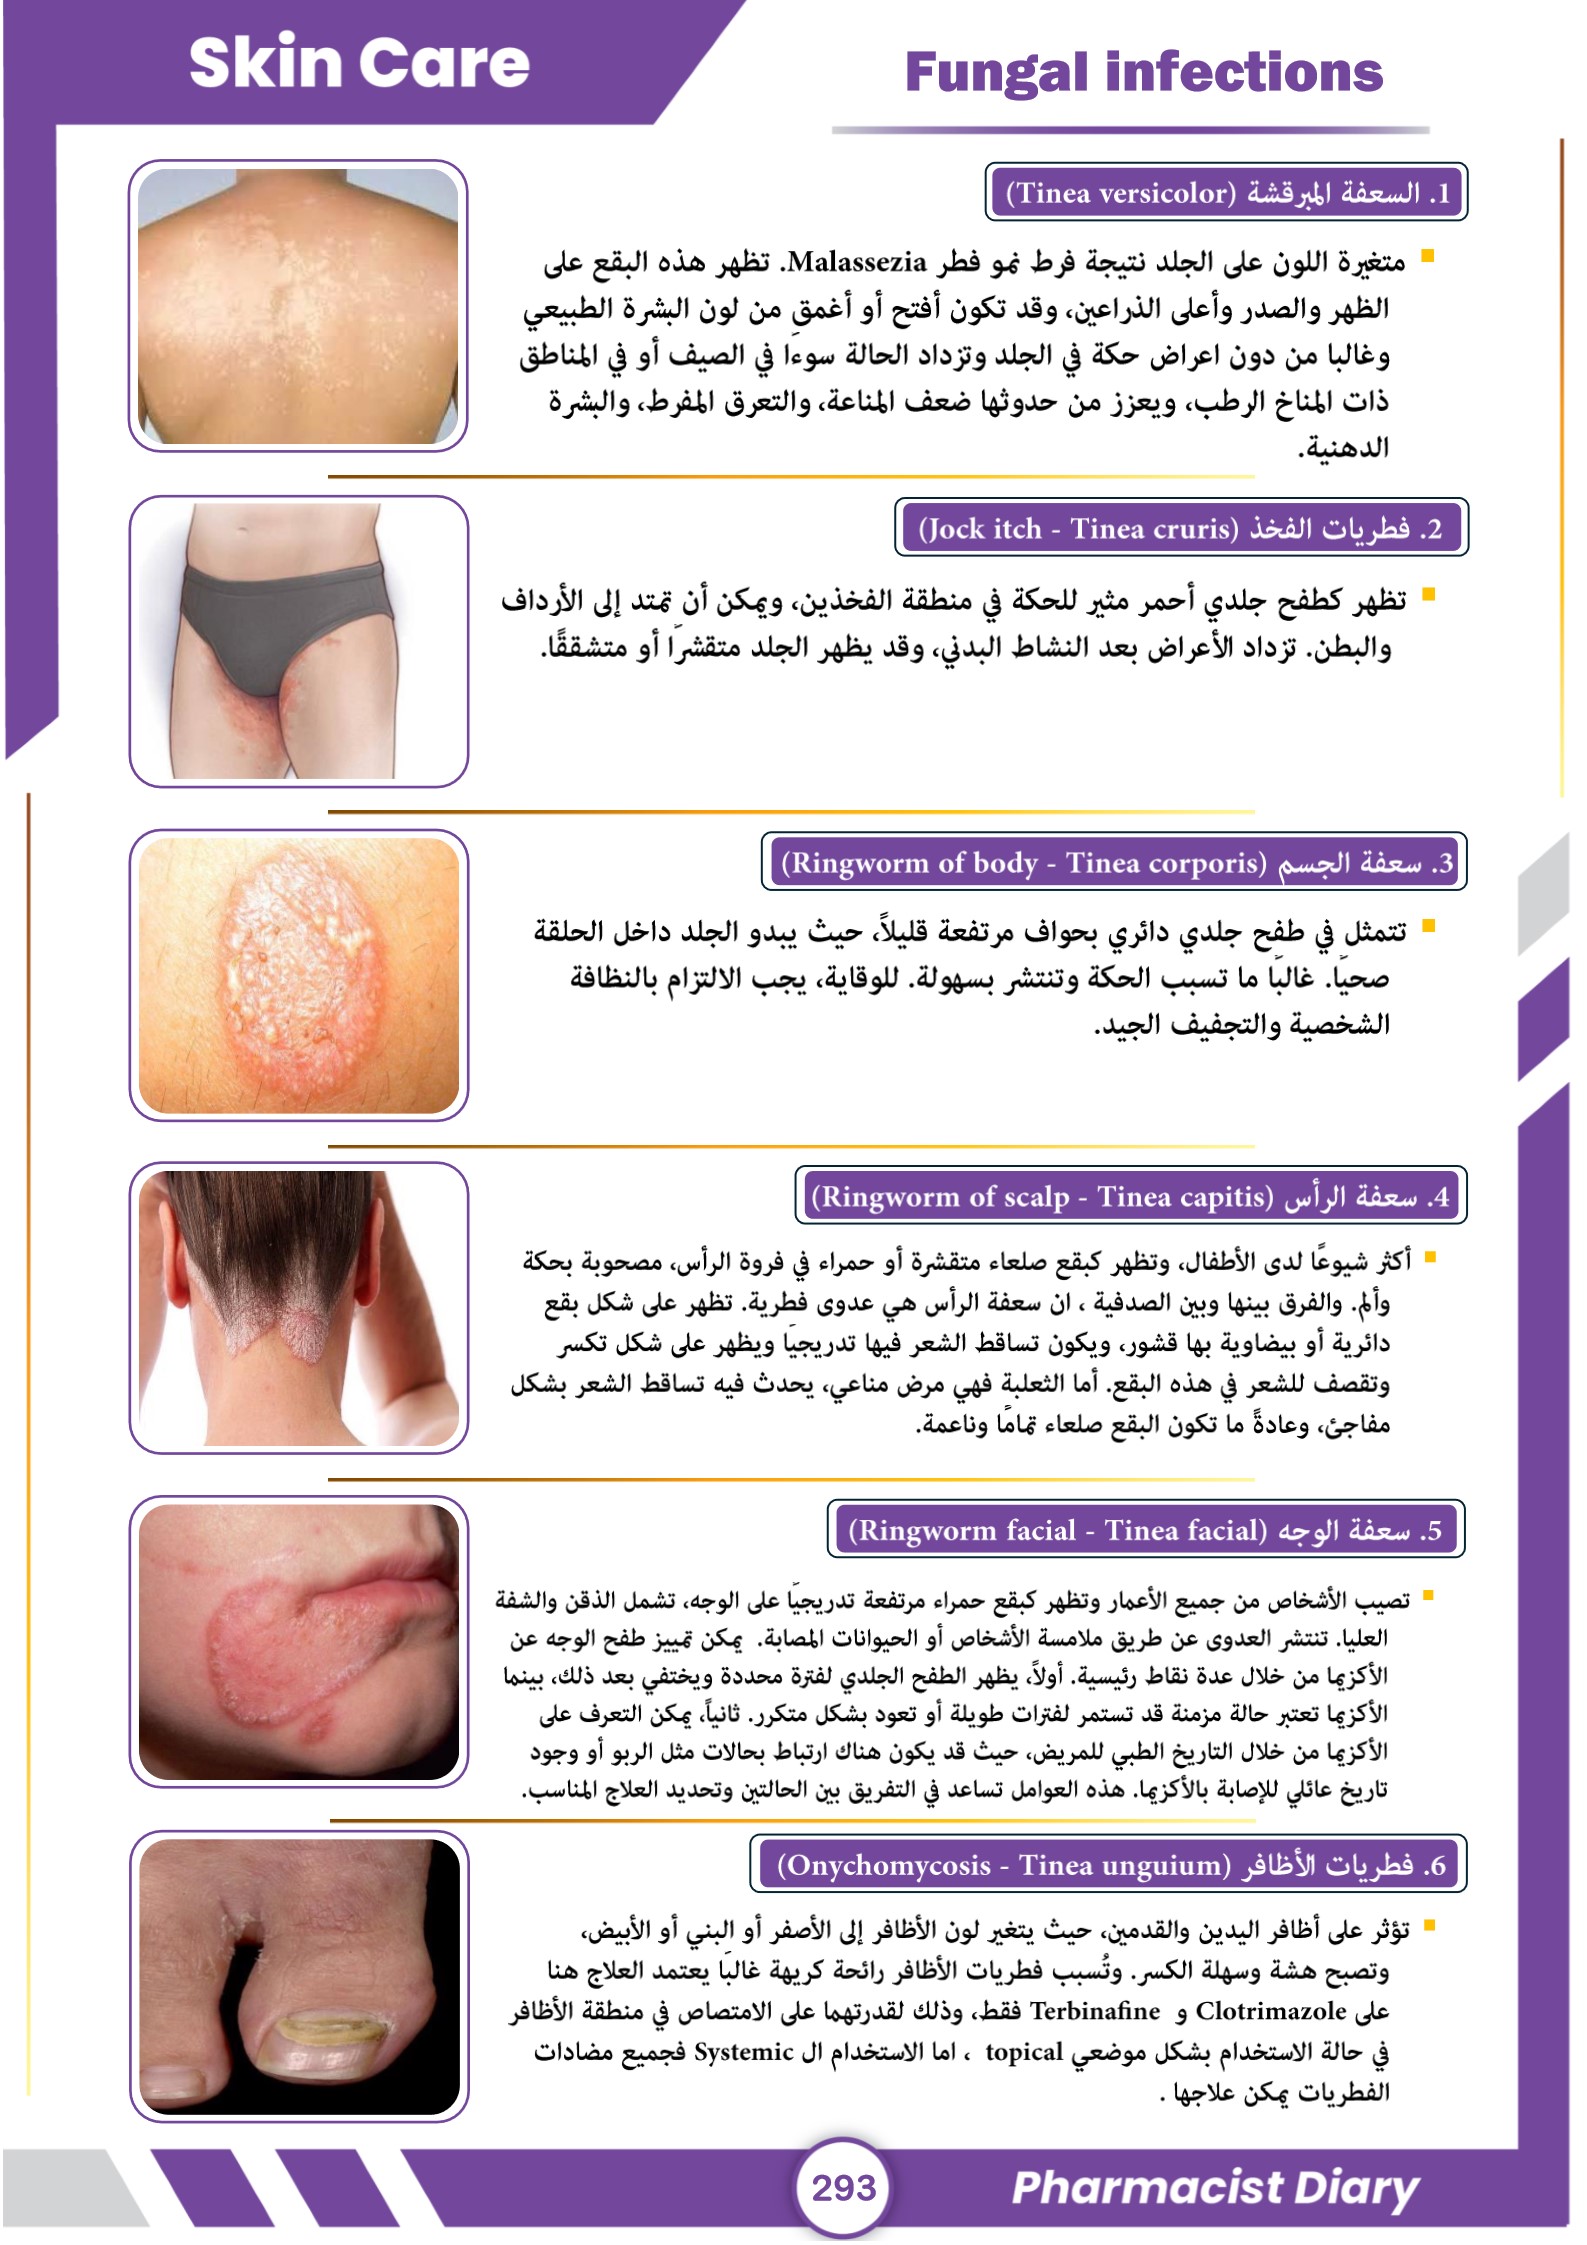 Skin Care
Fungal infections
1. السعفة المبرقشة (Tinea versicolor)
متغيرة اللون على الجلد نتيجة فرط نمو فطر Malassezia. تظهر هذه البقع على
الظهر والصدر وأعلى الذراعين، وقد تكون أفتح أو أغمق من لون البشرة الطبيعي
وغالبا من دون اعراض حكة في الجلد وتزداد الحالة سوءًا في الصيف أو في المناطق
ذات المناخ الرطب، ويعزز من حدوثها ضعف المناعة، والتعرق المفرط، والبشرة
الدهنية.
2. فطريات الفخذ (Jock itch - Tinea cruris)
تظهر كطفح جلدي أحمر مثير للحكة في منطقة الفخذين، ويمكن أن تمتد إلى الأرداف
والبطن. تزداد الأعراض بعد النشاط البدني، وقد يظهر الجلد متقشرًا أو متشققًا.
3. سعفة الجسم (Ringworm of body - Tinea corporis)
تتمثل في طفح جلدي دائري بحواف مرتفعة قليلاً، حيث يبدو الجلد داخل الحلقة
صحيًا. غالبًا ما تسبب الحكة وتنتشر بسهولة. للوقاية، يجب الالتزام بالنظافة
الشخصية والتجفيف الجيد.
4. سعفة الرأس (Ringworm of scalp - Tinea capitis)
أكثر شيوعًا لدى الأطفال، وتظهر كبقع صلعاء متقشرة أو حمراء في فروة الرأس، مصحوبة بحكة
وألم. والفرق بينها وبين الصدفية ، ان سعفة الرأس هي عدوى فطرية. تظهر على شكل بقع
دائرية أو بيضاوية بها قشور، ويكون تساقط الشعر فيها تدريجيًا ويظهر على شكل تكسر
وتقصف للشعر في هذه البقع. أما الثعلبة فهي مرض مناعي، يحدث فيه تساقط الشعر بشكل
مفاجئ، وعادةً ما تكون البقع صلعاء تمامًا وناعمة.
5. سعفة الوجه (Ringworm facial - Tinea facial)
تصيب الأشخاص من جميع الأعمار وتظهر كبقع حمراء مرتفعة تدريجيًا على الوجه، تشمل الذقن والشفة
العليا. تنتشر العدوى عن طريق ملامسة الأشخاص أو الحيوانات المصابة. يمكن تمييز طفح الوجه عن
الأكزيما من خلال عدة نقاط رئيسية. أولاً، يظهر الطفح الجلدي لفترة محددة ويختفي بعد ذلك، بينما
الأكزيما تعتبر حالة مزمنة قد تستمر لفترات طويلة أو تعود بشكل متكرر. ثانياً، يمكن التعرف على
الأكزيما من خلال التاريخ الطبي للمريض، حيث قد يكون هناك ارتباط بحالات مثل الربو أو وجود
تاريخ عائلي للإصابة بالأكزيما. هذه العوامل تساعد في التفريق بين الحالتين وتحديد العلاج المناسب.
6. فطريات الأظافر (Onychomycosis - Tinea unguium)
تؤثر على أظافر اليدين والقدمين، حيث يتغير لون الأظافر إلى الأصفر أو البني أو الأبيض،
وتصبح هشة وسهلة الكسر. وتُسبب فطريات الأظافر رائحة كريهة غالبًا يعتمد العلاج هنا
على Clotrimazole و Terbinafine فقط، وذلك لقدرتهما على الامتصاص في منطقة الأظافر
في حالة الاستخدام بشكل موضعي topical ، اما الاستخدام ال Systemic فجميع مضادات
الفطريات يمكن علاجها .
293
Pharmacist Diary